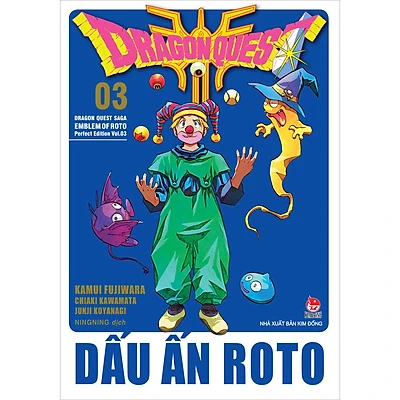 DRAGON QUEST
03
DRAGON QUEST SAGA
EMBLEM OF ROTO
Perfect Edition Vol.03
KAMUI FUJIWARA
CHIAKI KAWAMATA
JUNJI KOYANAGI
NINGNING dịch
NHÀ XUẤT BẢN KIM ĐỒNG
DẤU ẤN ROTO